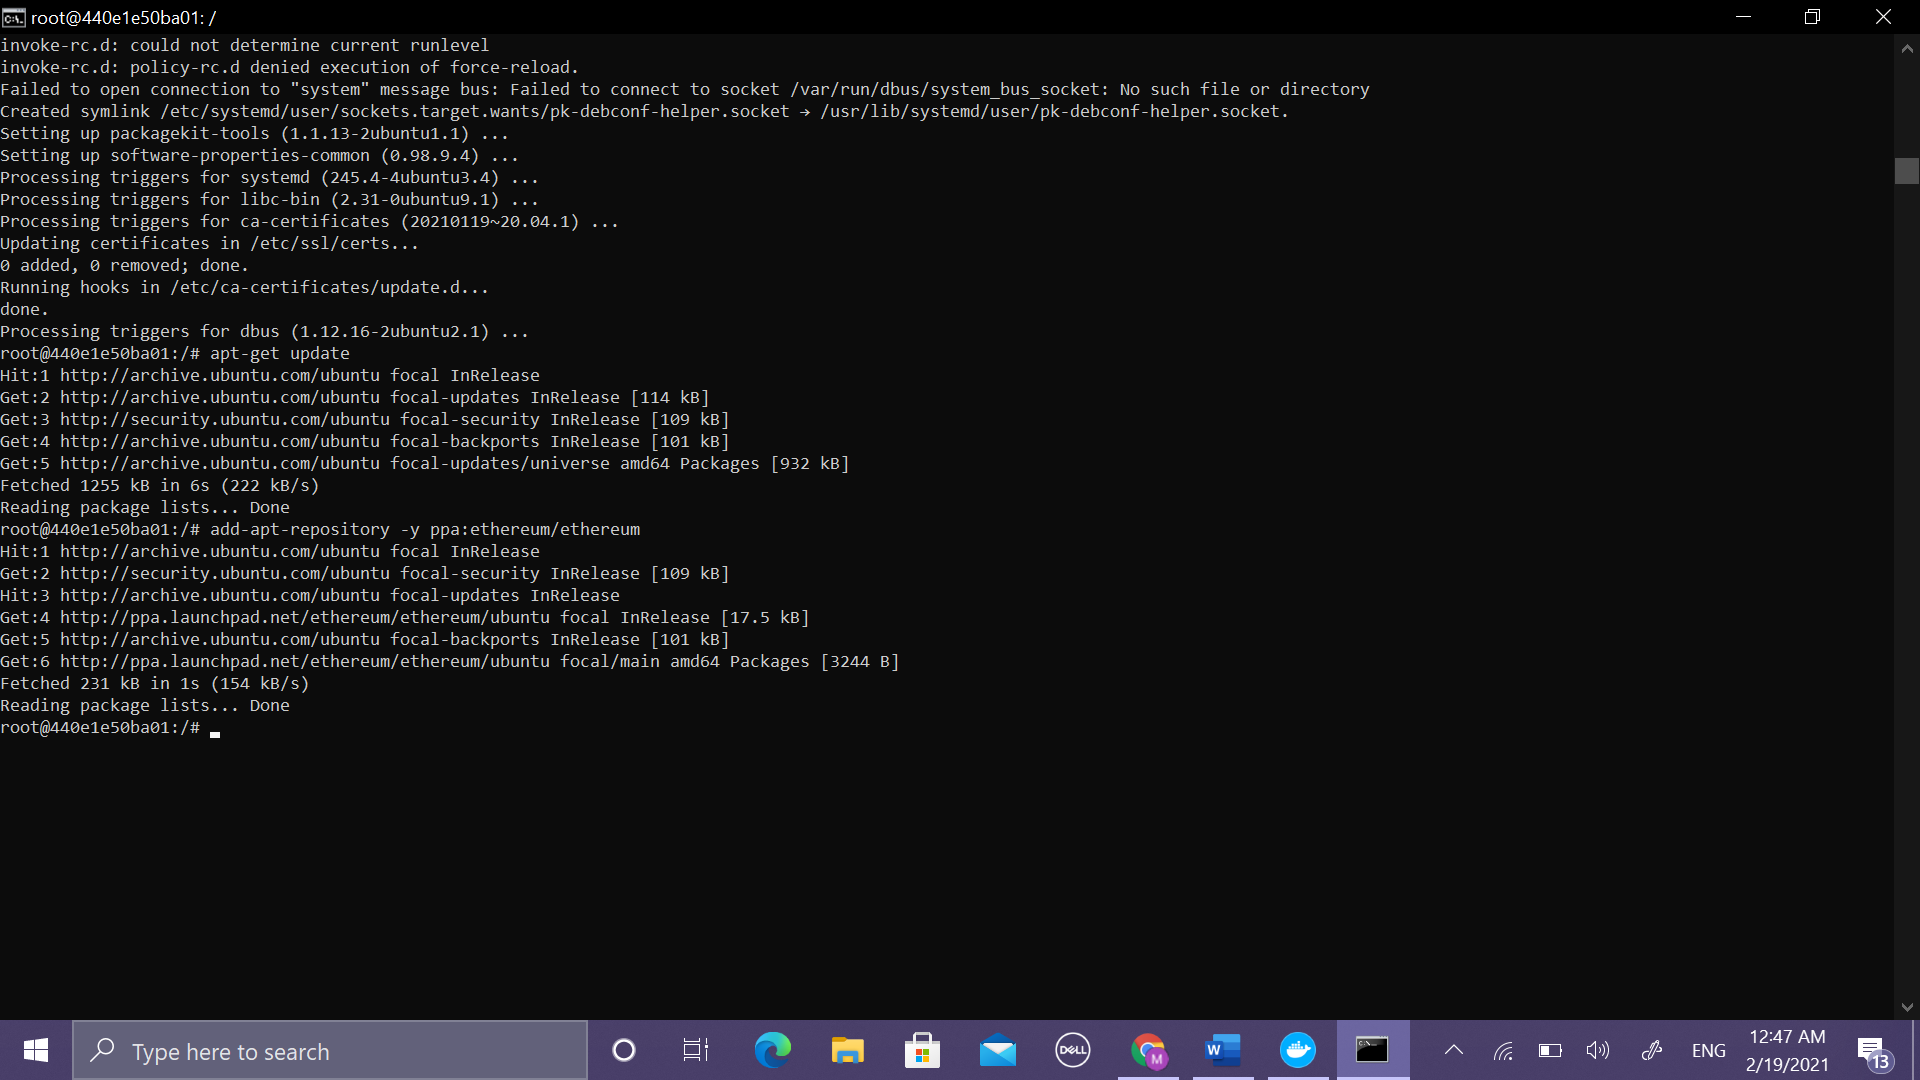 root@440e1e50ba01: /
invoke-rc.d: could not determine current runlevel
invoke-rc.d: policy-rc.d denied execution of force-reload.
Failed to open connection to "system" message bus: Failed to connect to socket /var/run/dbus/system_bus_socket: No such file or directory
Created symlink /etc/systemd/user/sockets.target.wants/pk-debconf-helper.socket → /usr/lib/systemd/user/pk-debconf-helper.socket.
Setting up packagekit-tools (1.1.13-2ubuntu1.1) ...
Setting up software-properties-common (0.98.9.4) ...
Processing triggers for systemd (245.4-4ubuntu3.4) ...
Processing triggers for libc-bin (2.31-0ubuntu9.1) ...
Processing triggers for ca-certificates (20210119~20.04.1) ...
Updating certificates in /etc/ssl/certs...
0 added, 0 removed; done.
Running hooks in /etc/ca-certificates/update.d...
done.
Processing triggers for dbus (1.12.16-2ubuntu2.1) ...
root@440e1e50ba01:/# apt-get update
Hit:1 http://archive.ubuntu.com/ubuntu focal InRelease
Get:2 http://archive.ubuntu.com/ubuntu focal-updates InRelease [114 kB]
Get:3 http://security.ubuntu.com/ubuntu focal-security InRelease [109 kB]
Get:4 http://archive.ubuntu.com/ubuntu focal-backports InRelease [101 kB]
Get:5 http://archive.ubuntu.com/ubuntu focal-updates/universe amd64 Packages [932 kB]
Fetched 1255 kB in 6s (222 kB/s)
Reading package lists... Done
root@440e1e50ba01:/# add-apt-repository -y ppa:ethereum/ethereum
Hit:1 http://archive.ubuntu.com/ubuntu focal InRelease
Get:2 http://security.ubuntu.com/ubuntu focal-security InRelease [109 kB]
Hit:3 http://archive.ubuntu.com/ubuntu focal-updates InRelease
Get:4 http://ppa.launchpad.net/ethereum/ethereum/ubuntu focal InRelease [17.5 kB]
Get:5 http://archive.ubuntu.com/ubuntu focal-backports InRelease [101 kB]
Get:6 http://ppa.launchpad.net/ethereum/ethereum/ubuntu focal/main amd64 Packages [3244 B]
Fetched 231 kB in 1s (154 kB/s)
Reading package lists... Done
root@440e1e50ba01:/#
Type here to search
DELL
M
W
ENG
12:47 AM
2/19/2021
13